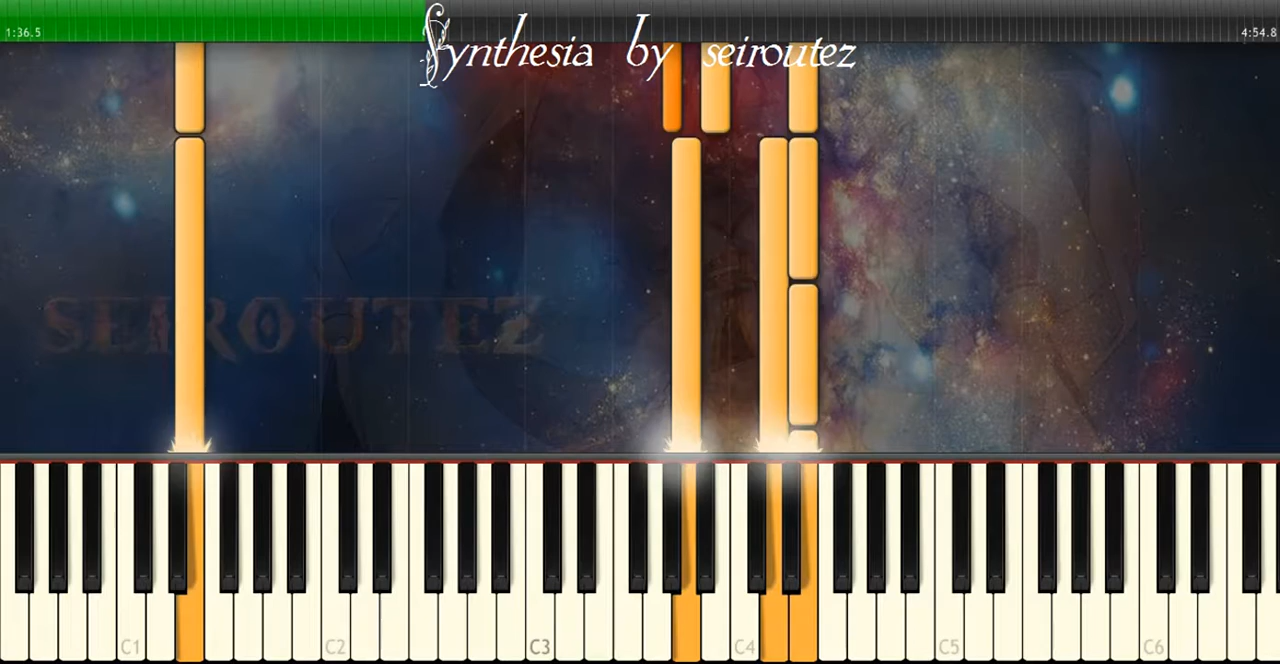 1:36.5
Synthesia by seiroutez
4:54.8
SEIROUTEZ
C1 C2 C3 C4 C5 C6